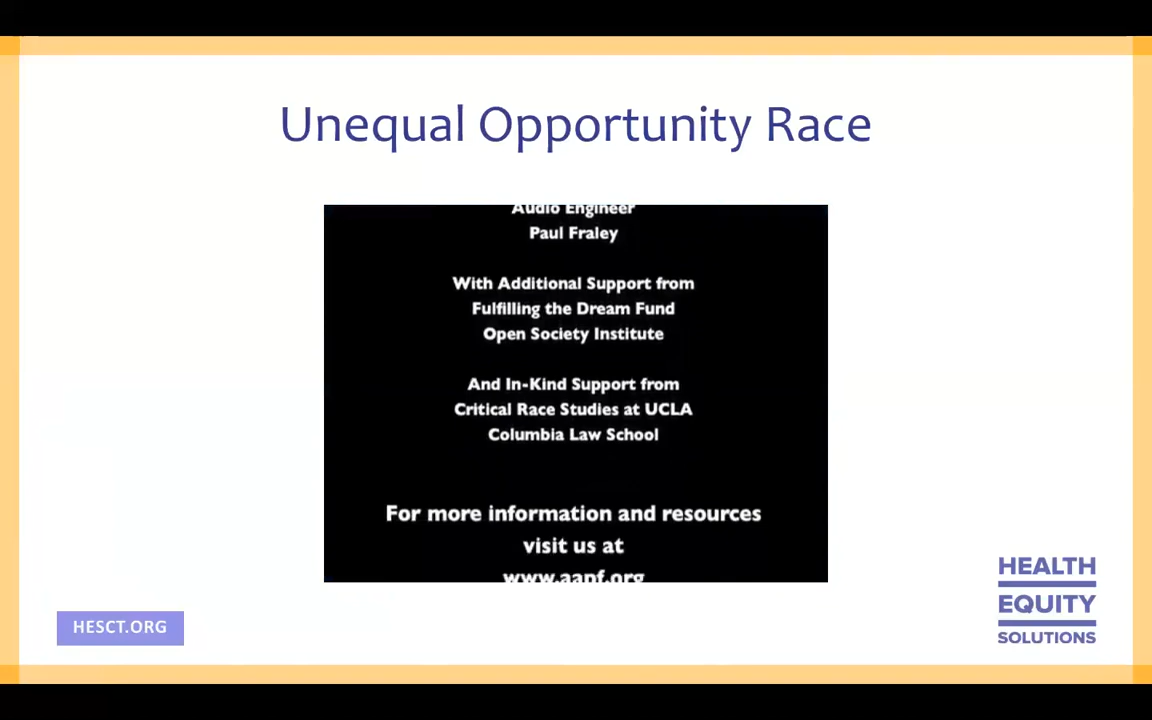 Unequal Opportunity Race
Audio Engineer
Paul Fraley
With Additional Support from
Fulfilling the Dream Fund
Open Society Institute
And In-Kind Support from
Critical Race Studies at UCLA
Columbia Law School
For more information and resources
visit us at
www.aapf.org
HESCT.ORG
HEALTH
EQUITY
SOLUTIONS